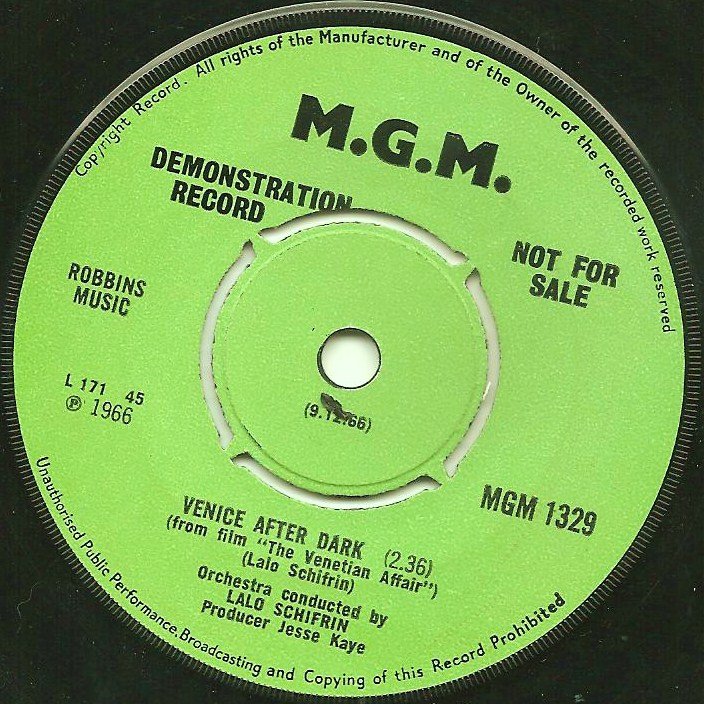 Copyright Record. All rights of the Manufacturer and of the Owner of the recorded work reserved
M.G.M.
DEMONSTRATION
RECORD
NOT FOR
SALE
ROBBINS
MUSIC
L 171 45
℗ 1966
(9.12.66)
MGM 1329
VENICE AFTER DARK (2.36)
(from film "The Venetian Affair")
(Lalo Schifrin)
Orchestra conducted by
LALO SCHIFRIN
Producer Jesse Kaye
Unauthorised Public Performance. Broadcasting and Copying of this Record Prohibited